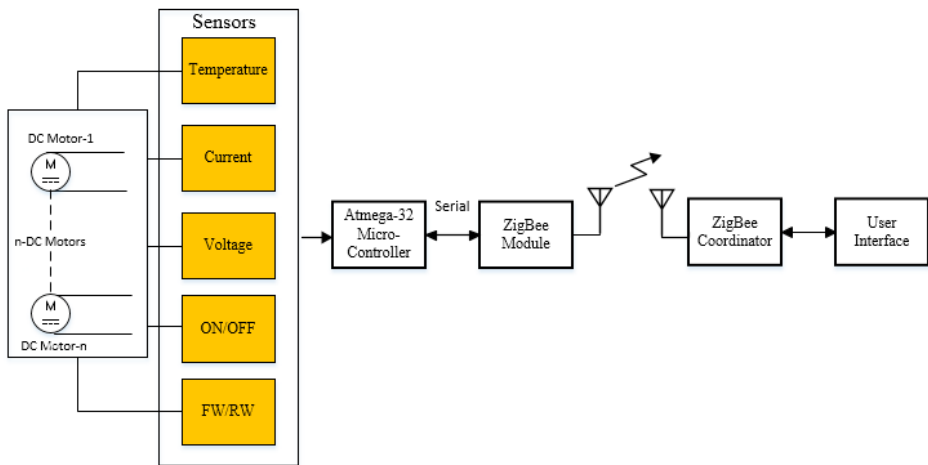 Sensors
Temperature
DC Motor-1
M
Current
n-DC Motors
Voltage
M
DC Motor-n
ON/OFF
FW/RW
Atmega-32
Micro-
Controller
Serial
ZigBee
Module
ZigBee
Coordinator
User
Interface